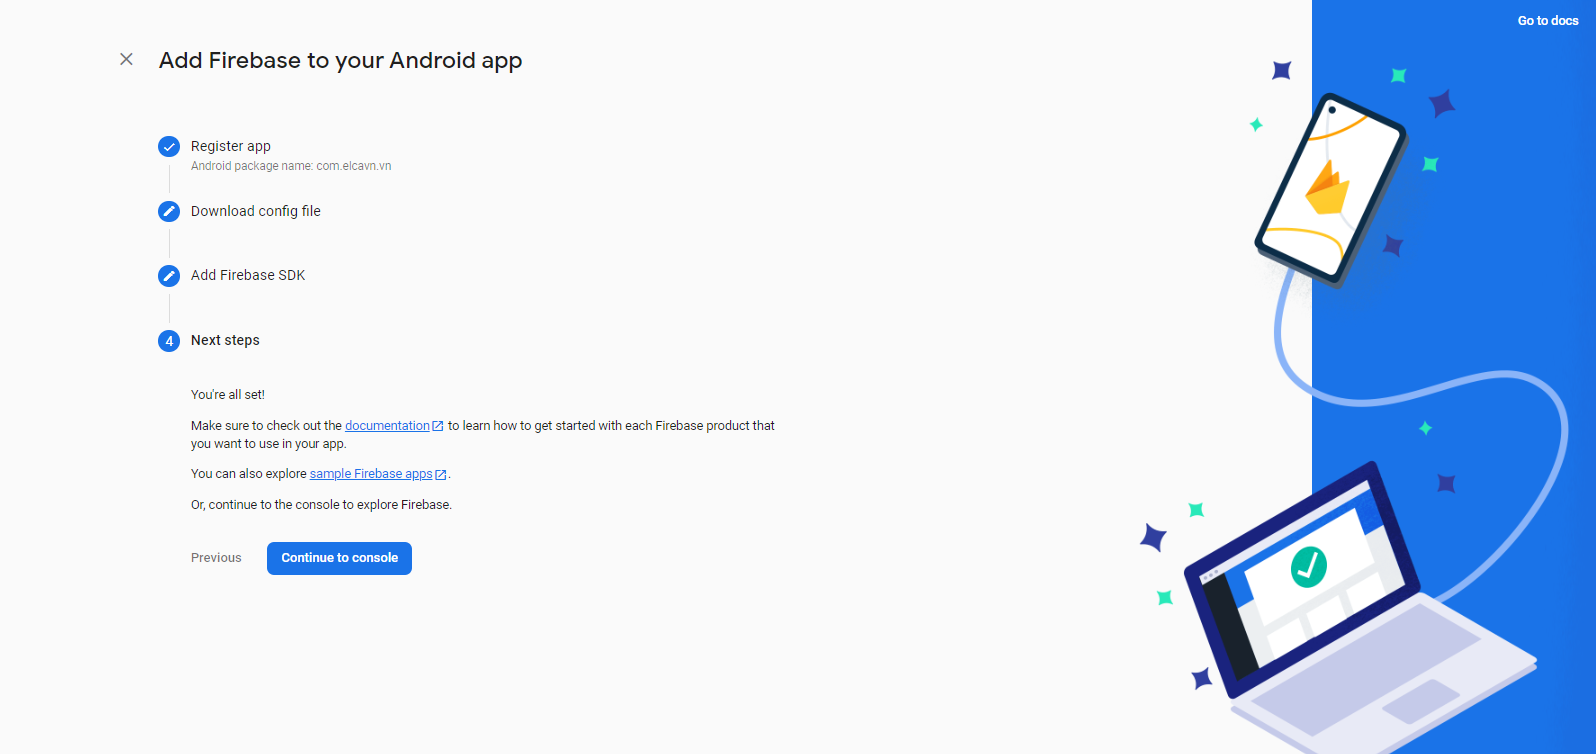 Go to docs
Add Firebase to your Android app
Register app
Android package name: com.elcavn.vn
Download config file
Add Firebase SDK
4 Next steps
You're all set!
Make sure to check out the documentation to learn how to get started with each Firebase product that
you want to use in your app.
You can also explore sample Firebase apps .
Or, continue to the console to explore Firebase.
Previous Continue to console